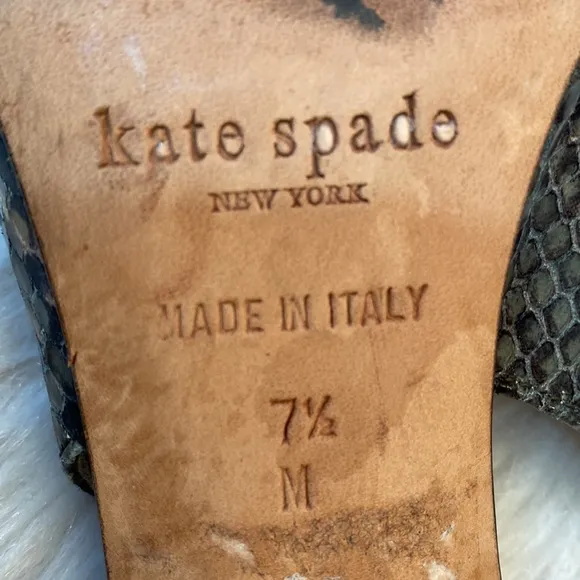 kate spade
NEW YORK
MADE IN ITALY
7½
M